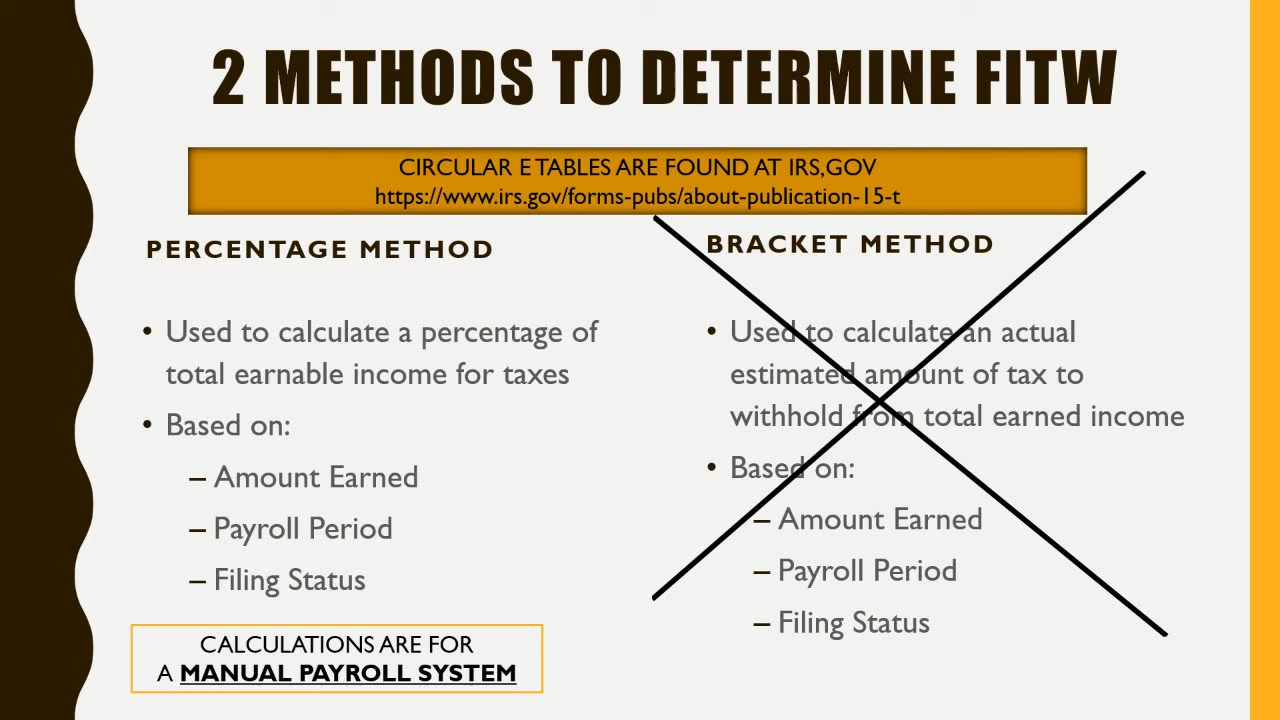 2 METHODS TO DETERMINE FITW
CIRCULAR E TABLES ARE FOUND AT IRS,GOV
https://www.irs.gov/forms-pubs/about-publication-15-t
PERCENTAGE METHOD
• Used to calculate a percentage of
total earnable income for taxes
• Based on:
– Amount Earned
– Payroll Period
– Filing Status
CALCULATIONS ARE FOR
A MANUAL PAYROLL SYSTEM
BRACKET METHOD
• Used to calculate an actual
estimated amount of tax to
withhold from total earned income
• Based on:
– Amount Earned
– Payroll Period
– Filing Status